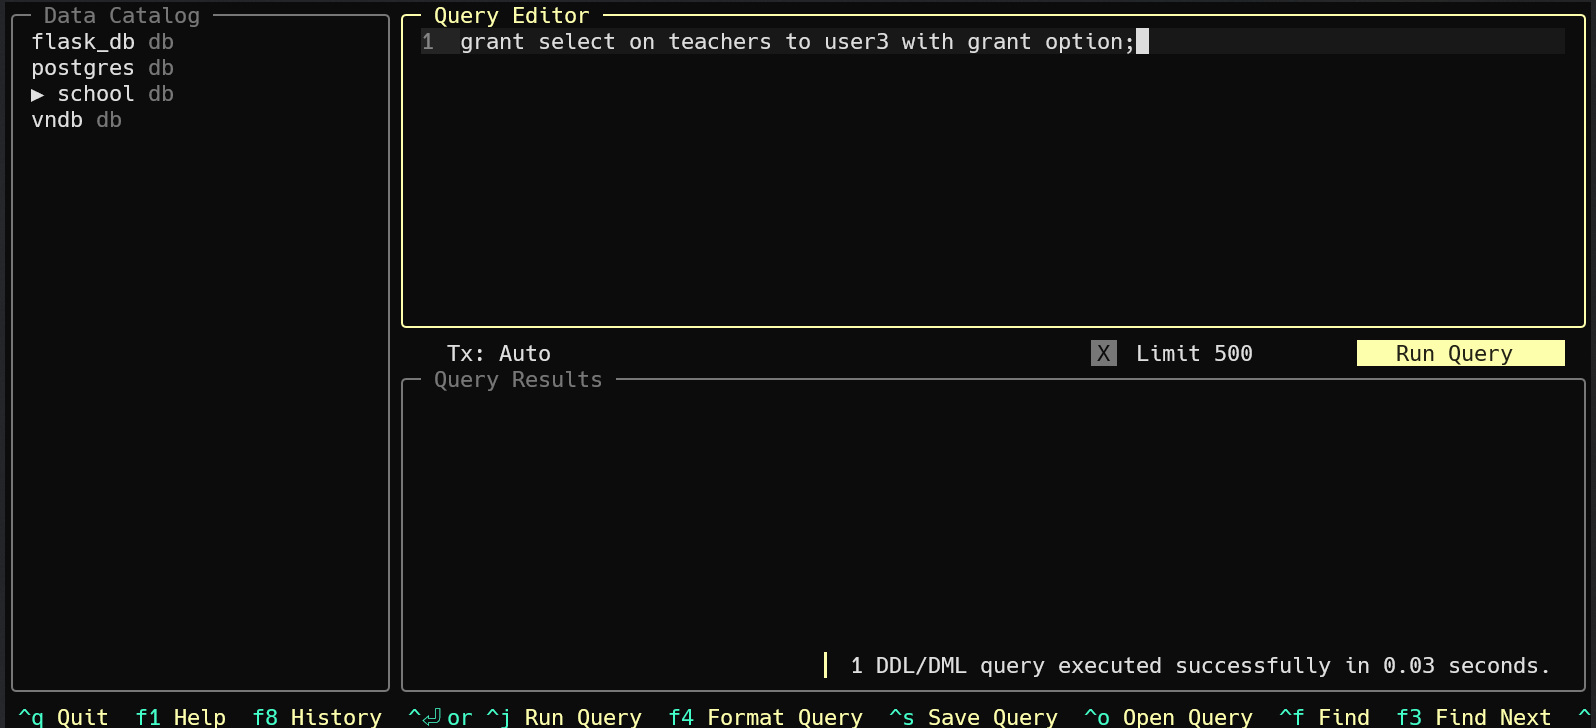 Data Catalog
flask_db db
postgres db
▶ school db
vndb db
Query Editor
1 grant select on teachers to user3 with grant option;
Tx: Auto
X Limit 500
Run Query
Query Results
1 DDL/DML query executed successfully in 0.03 seconds.
^q Quit f1 Help f8 History ^⏎ or ^j Run Query f4 Format Query ^s Save Query ^o Open Query ^f Find f3 Find Next ^